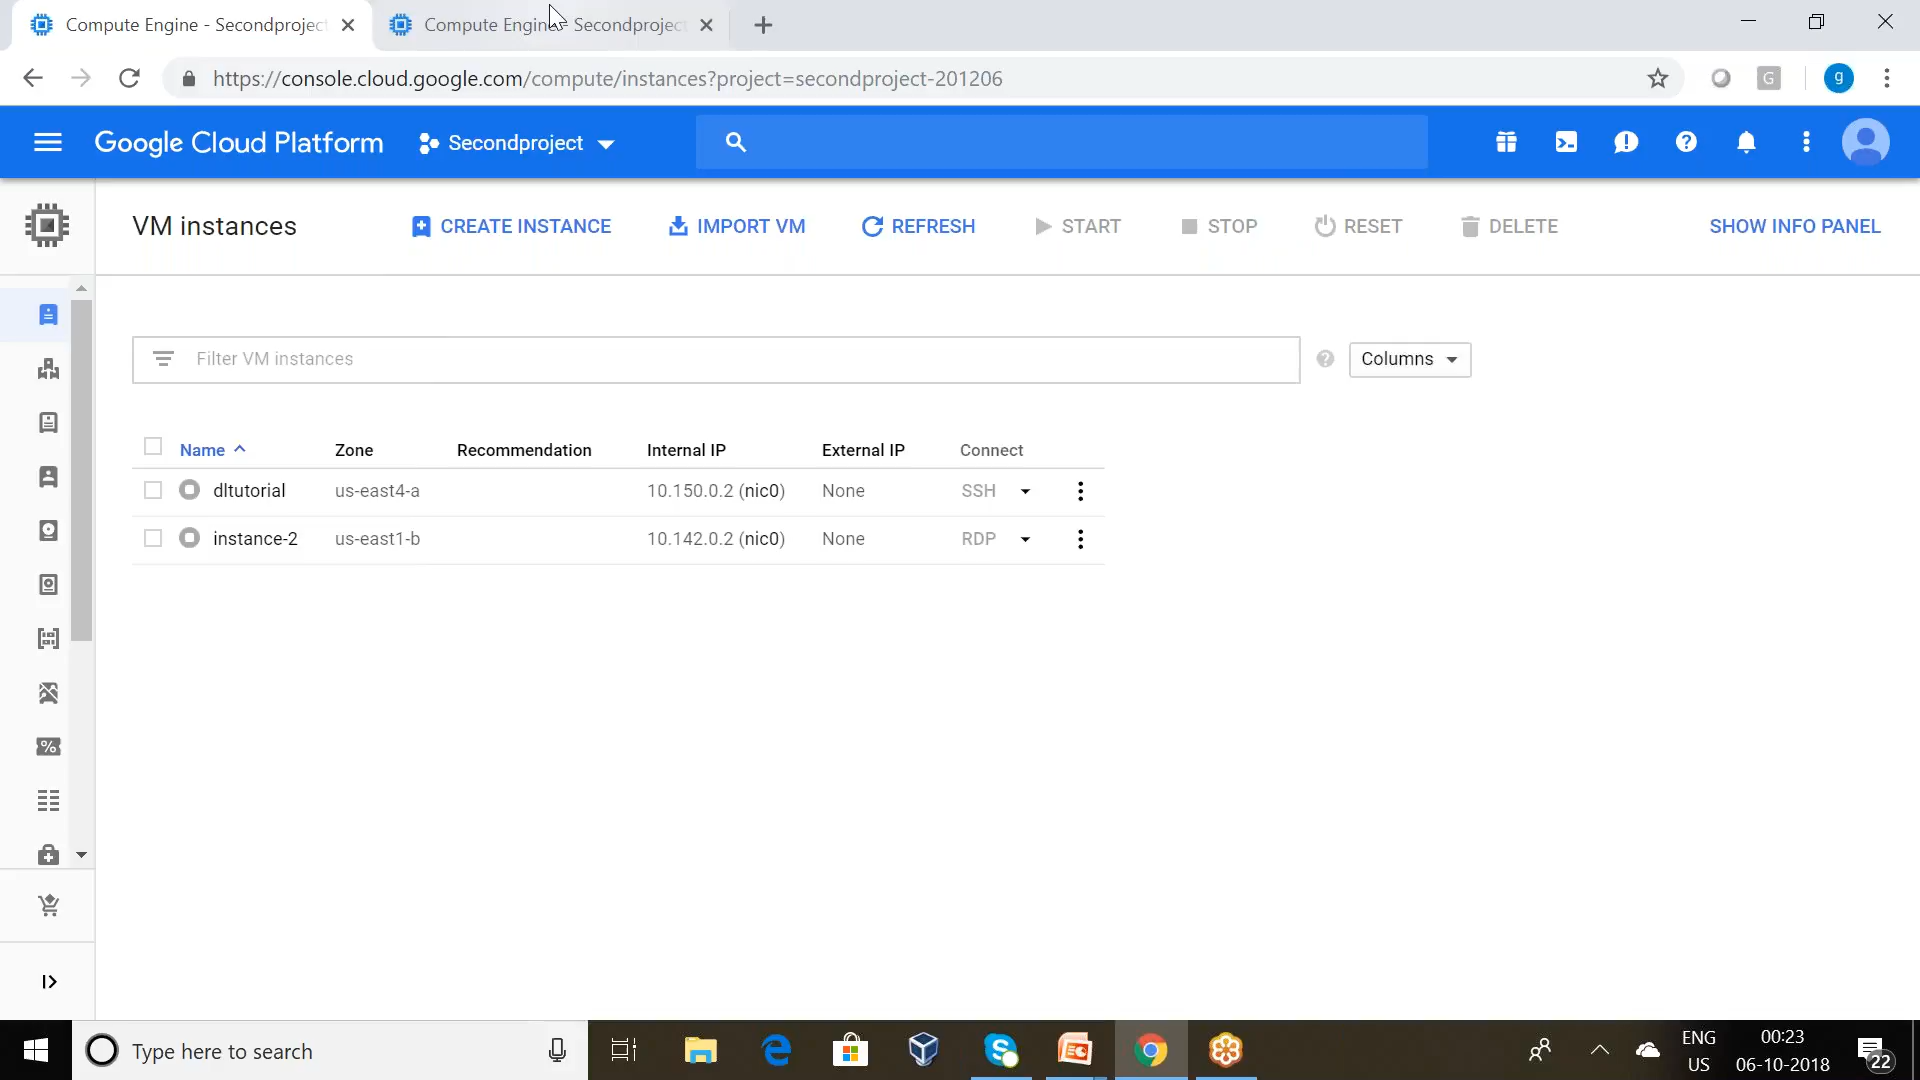 Compute Engine - Secondproject
Compute Engine - Secondproject
https://console.cloud.google.com/compute/instances?project=secondproject-201206
G
g
Google Cloud Platform
Secondproject
VM instances
CREATE INSTANCE
IMPORT VM
REFRESH
START
STOP
RESET
DELETE
SHOW INFO PANEL
Filter VM instances
Columns
Name
Zone
Recommendation
Internal IP
External IP
Connect
dltutorial
us-east4-a
10.150.0.2 (nic0)
None
SSH
instance-2
us-east1-b
10.142.0.2 (nic0)
None
RDP
Type here to search
ENG
US
00:23
06-10-2018
22